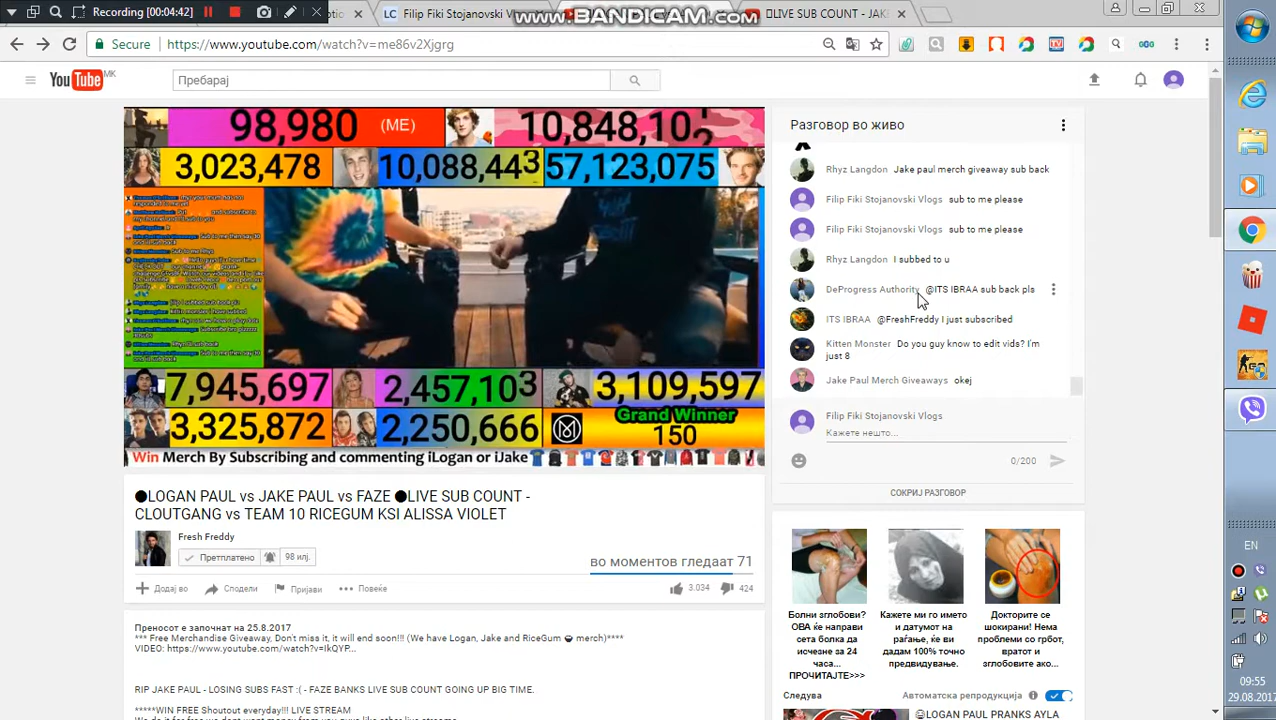 Recording [00:04:42]
Filip Fiki Stojanovski V
www.BANDICAM.com
LIVE SUB COUNT - JAK
Secure
https://www.youtube.com/watch?v=me86v2Xjgrg
YouTube MK
Пребарај
98,980 (ME)
10,848,10
3,023,478
10,088,443
57,123,075
7,945,697
2,457,103
3,109,597
3,325,872
2,250,666
Grand Winner
150
Win Merch By Subscribing and commenting iLogan or iJake
Разговор во живо
Rhyz Langdon Jake paul merch giveaway sub back
Filip Fiki Stojanovski Vlogs sub to me please
Filip Fiki Stojanovski Vlogs sub to me please
Rhyz Langdon I subbed to u
DeProgress Authority @ITS IBRAA sub back pls
ITS IBRAA @FreshFreddy I just subscribed
Kitten Monster Do you guy know to edit vids? I'm
just 8
Jake Paul Merch Giveaways okej
Filip Fiki Stojanovski Vlogs
Кажете нешто...
0/200
СОКРИЈ РАЗГОВОР
●LOGAN PAUL vs JAKE PAUL vs FAZE ●LIVE SUB COUNT -
CLOUTGANG vs TEAM 10 RICEGUM KSI ALISSA VIOLET
Fresh Freddy
Претплатено
98 илј.
во моментов гледаат 71
Додај во
Сподели
Пријави
Повеќе
3.034
424
Преносот е започнат на 25.8.2017
*** Free Merchandise Giveaway, Don't miss it, it will end soon!!! (We have Logan, Jake and RiceGum merch)****
VIDEO: https://www.youtube.com/watch?v=IkQYP...
RIP JAKE PAUL - LOSING SUBS FAST :( - FAZE BANKS LIVE SUB COUNT GOING UP BIG TIME.
*****WIN FREE Shoutout everyday!!! LIVE STREAM
Болни зглобови?
ОВА ќе направи
сета болка да
исчезне за 24
часа...
ПРОЧИТАЈТЕ>>>
Кажете ми го името
и датумот на
раѓање, ќе ви
дадам 100% точно
предвидување.
Докторите се
шокирани! Нема
проблеми со грбот,
вратот и
зглобовите ако...
Следува
Автоматска репродукција
LOGAN PAUL PRANKS AYLA
EN
09:55
29.08.2017